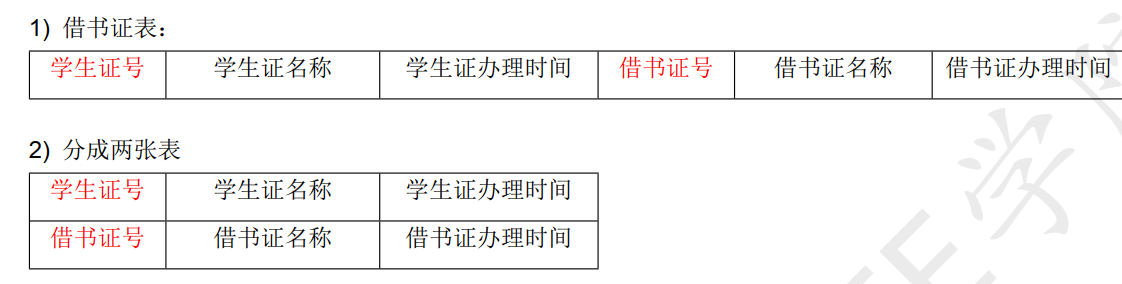 1) 借书证表：
学生证号 学生证名称 学生证办理时间 借书证号 借书证名称 借书证办理时间
2) 分成两张表
学生证号 学生证名称 学生证办理时间
借书证号 借书证名称 借书证办理时间